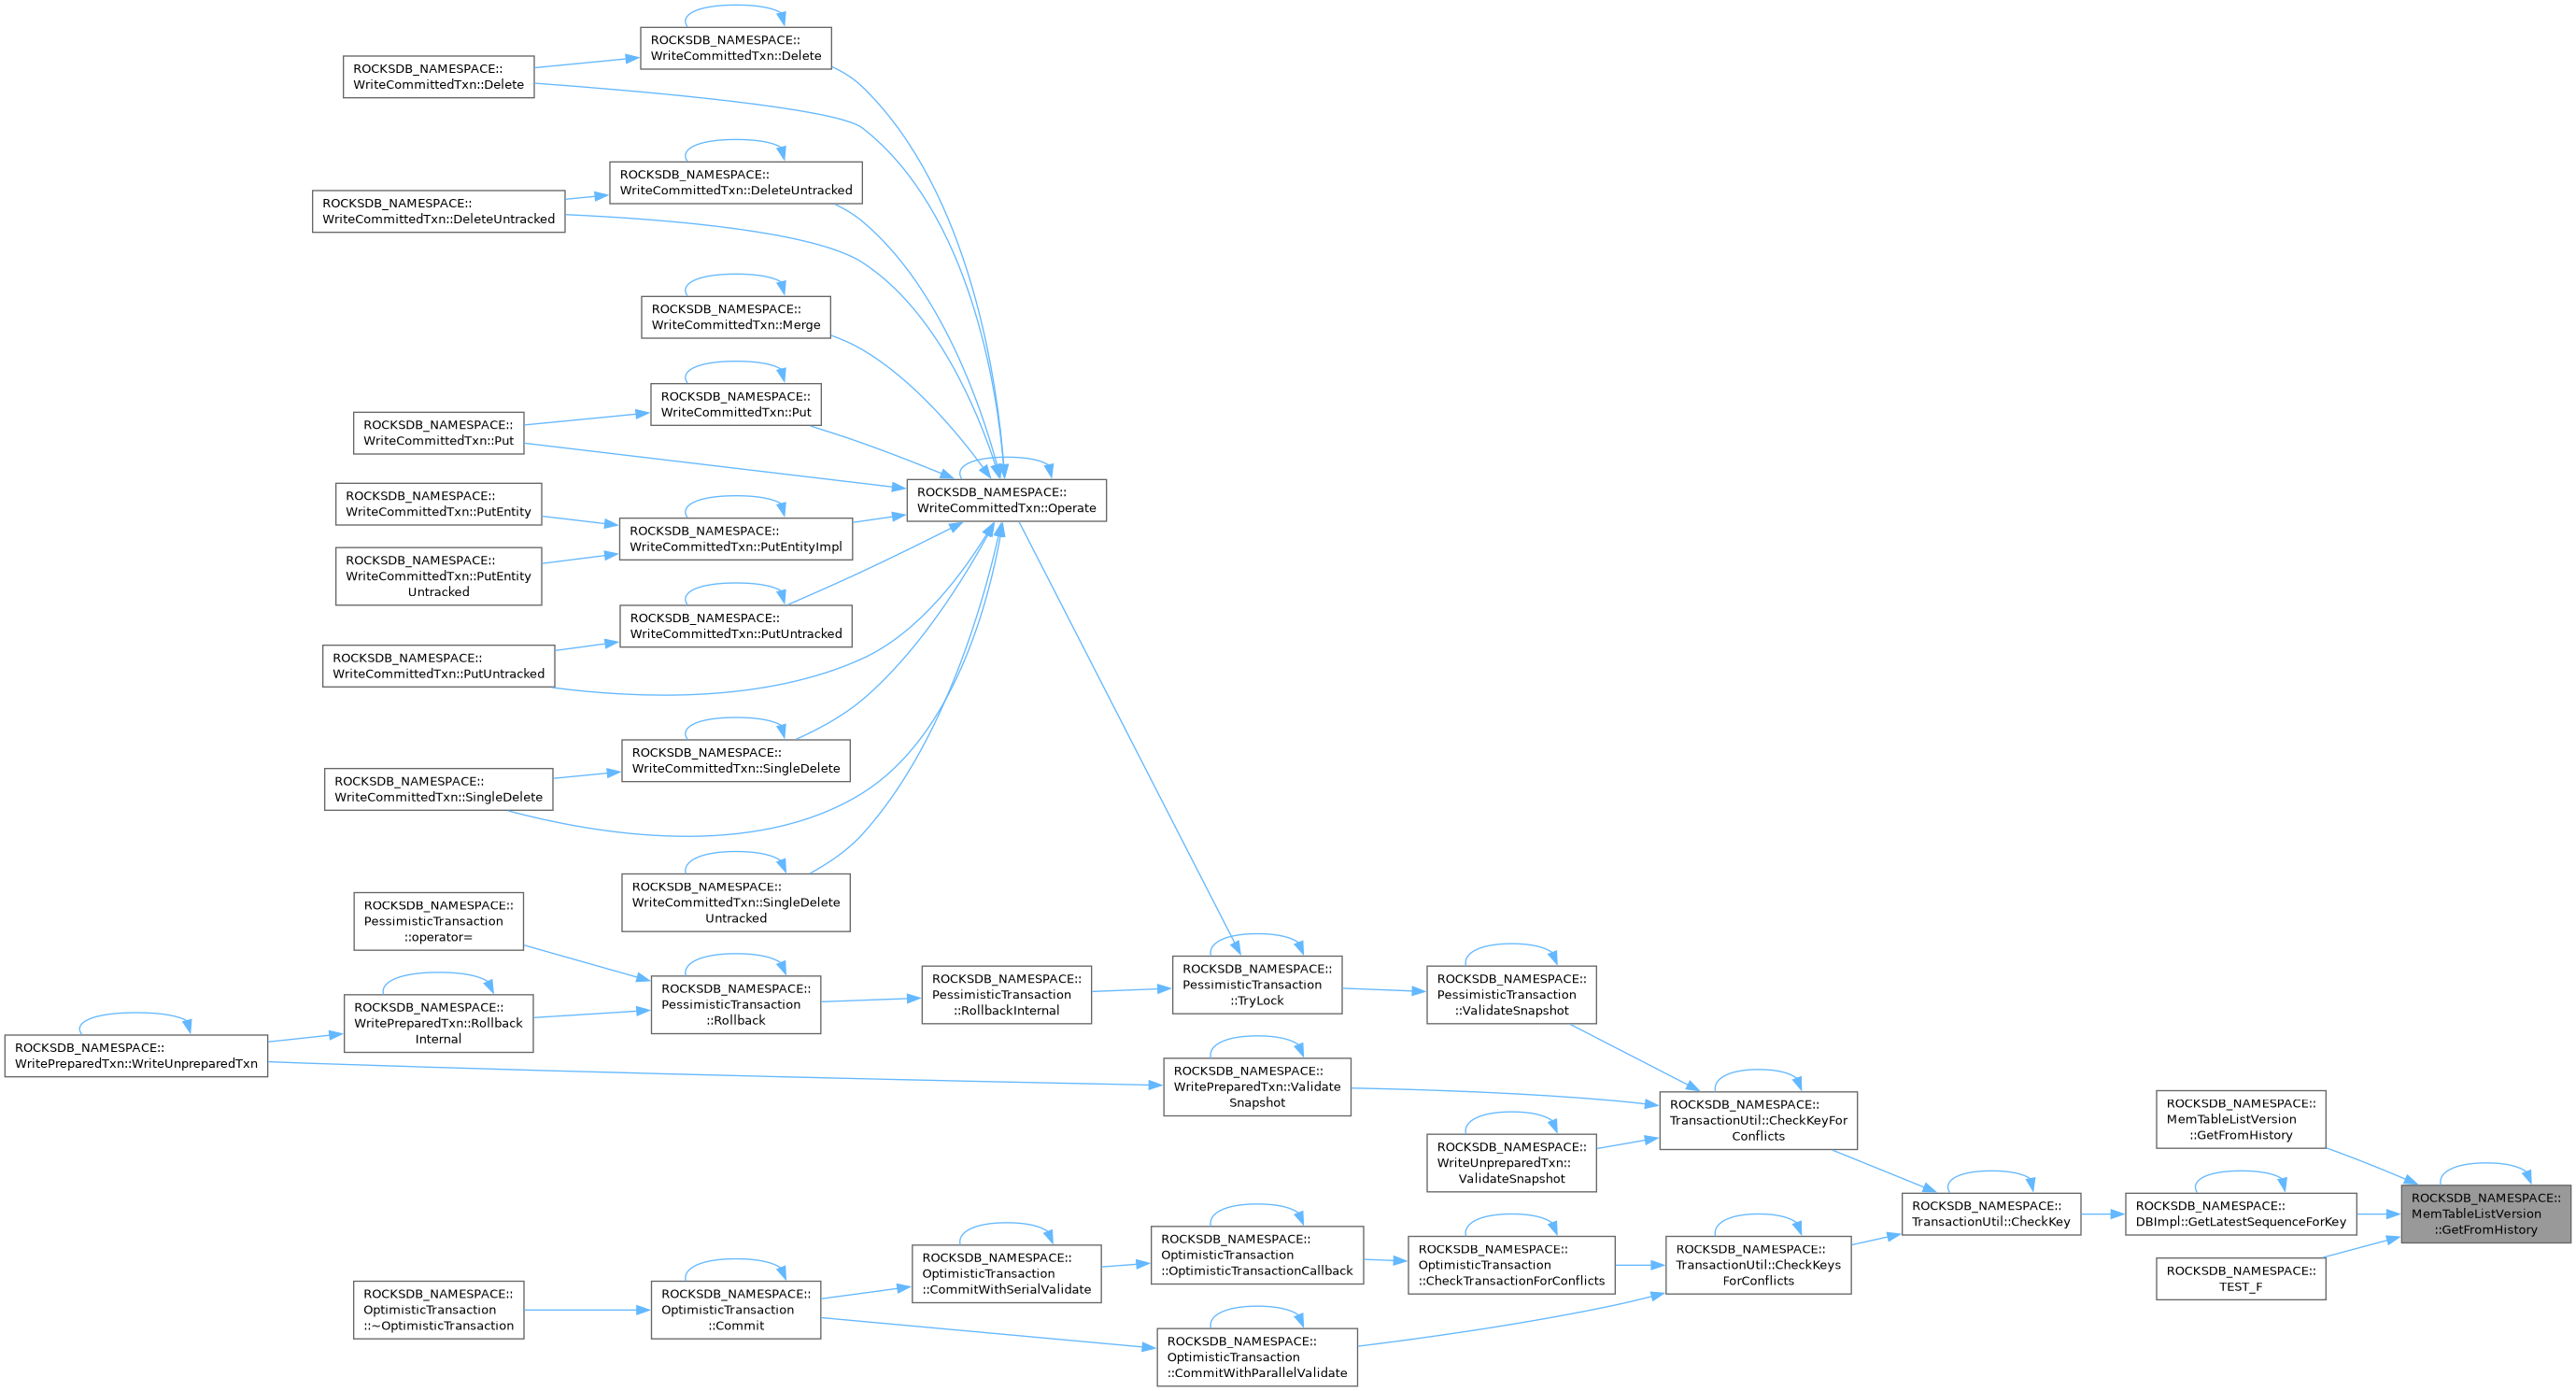 ROCKSDB_NAMESPACE::
WriteCommittedTxn::Delete
ROCKSDB_NAMESPACE::
WriteCommittedTxn::Delete
ROCKSDB_NAMESPACE::
WriteCommittedTxn::DeleteUntracked
ROCKSDB_NAMESPACE::
WriteCommittedTxn::DeleteUntracked
ROCKSDB_NAMESPACE::
WriteCommittedTxn::Merge
ROCKSDB_NAMESPACE::
WriteCommittedTxn::Put
ROCKSDB_NAMESPACE::
WriteCommittedTxn::Put
ROCKSDB_NAMESPACE::
WriteCommittedTxn::Operate
ROCKSDB_NAMESPACE::
WriteCommittedTxn::PutEntity
ROCKSDB_NAMESPACE::
WriteCommittedTxn::PutEntityImpl
ROCKSDB_NAMESPACE::
WriteCommittedTxn::PutEntity
Untracked
ROCKSDB_NAMESPACE::
WriteCommittedTxn::PutUntracked
ROCKSDB_NAMESPACE::
WriteCommittedTxn::PutUntracked
ROCKSDB_NAMESPACE::
WriteCommittedTxn::SingleDelete
ROCKSDB_NAMESPACE::
WriteCommittedTxn::SingleDelete
ROCKSDB_NAMESPACE::
WriteCommittedTxn::SingleDelete
Untracked
ROCKSDB_NAMESPACE::
PessimisticTransaction
::operator=
ROCKSDB_NAMESPACE::
PessimisticTransaction
::TryLock
ROCKSDB_NAMESPACE::
PessimisticTransaction
::ValidateSnapshot
ROCKSDB_NAMESPACE::
PessimisticTransaction
::RollbackInternal
ROCKSDB_NAMESPACE::
PessimisticTransaction
::Rollback
ROCKSDB_NAMESPACE::
WritePreparedTxn::Rollback
Internal
ROCKSDB_NAMESPACE::
WritePreparedTxn::WriteUnpreparedTxn
ROCKSDB_NAMESPACE::
WritePreparedTxn::Validate
Snapshot
ROCKSDB_NAMESPACE::
TransactionUtil::CheckKeyFor
Conflicts
ROCKSDB_NAMESPACE::
MemTableListVersion
::GetFromHistory
ROCKSDB_NAMESPACE::
WriteUnpreparedTxn::
ValidateSnapshot
ROCKSDB_NAMESPACE::
TransactionUtil::CheckKey
ROCKSDB_NAMESPACE::
DBImpl::GetLatestSequenceForKey
ROCKSDB_NAMESPACE::
MemTableListVersion
::GetFromHistory
ROCKSDB_NAMESPACE::
OptimisticTransaction
::OptimisticTransactionCallback
ROCKSDB_NAMESPACE::
OptimisticTransaction
::CheckTransactionForConflicts
ROCKSDB_NAMESPACE::
TransactionUtil::CheckKeys
ForConflicts
ROCKSDB_NAMESPACE::
OptimisticTransaction
::CommitWithSerialValidate
ROCKSDB_NAMESPACE::
TEST_F
ROCKSDB_NAMESPACE::
OptimisticTransaction
::~OptimisticTransaction
ROCKSDB_NAMESPACE::
OptimisticTransaction
::Commit
ROCKSDB_NAMESPACE::
OptimisticTransaction
::CommitWithParallelValidate